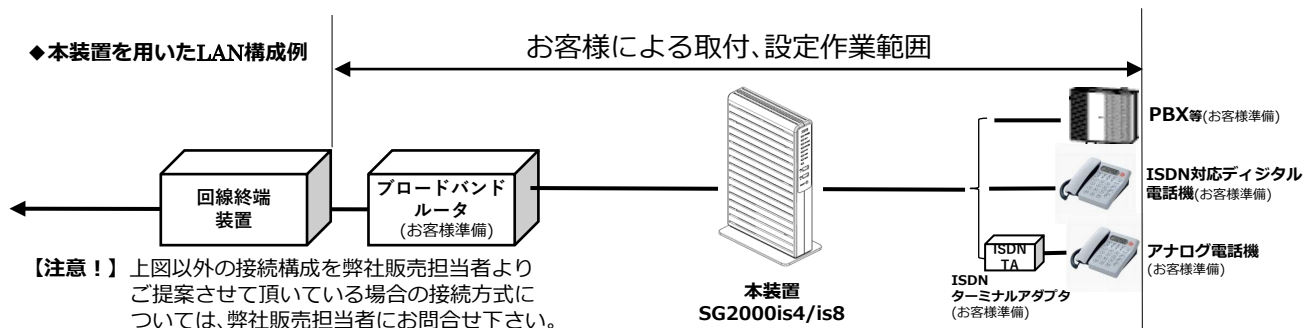 ◆本装置を用いたLAN構成例
お客様による取付、設定作業範囲
回線終端
装置
ブロードバンド
ルータ
(お客様準備)
【注意！】上図以外の接続構成を弊社販売担当者より
ご提案させて頂いている場合の接続方式に
ついては、弊社販売担当者にお問合せ下さい。
本装置
SG2000is4/is8
PBX等(お客様準備)
ISDN対応ディジタル
電話機(お客様準備)
ISDN
TA
アナログ電話機
(お客様準備)
ISDN
ターミナルアダプタ
(お客様準備)